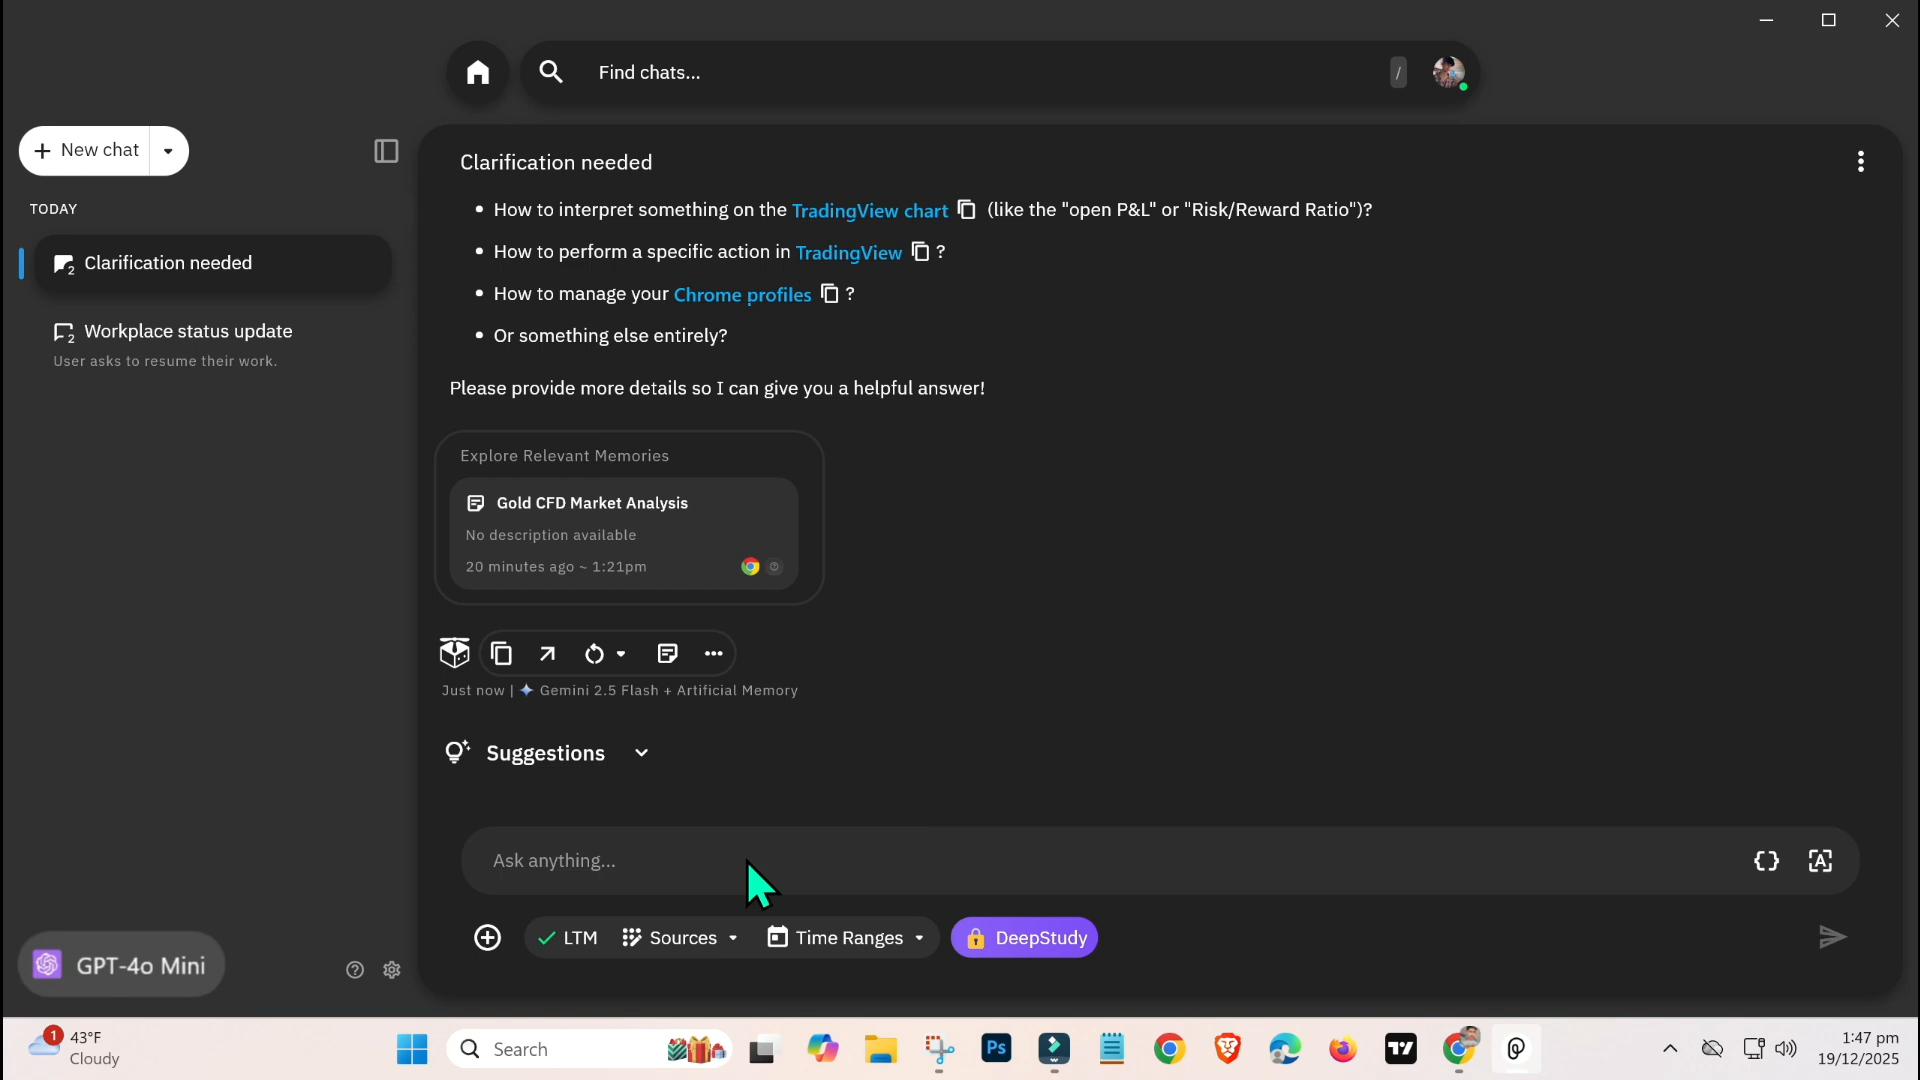 Find chats...
/
New chat
TODAY
Clarification needed
2
Workplace status update
2
User asks to resume their work.
Clarification needed
• How to interpret something on the TradingView chart (like the "open P&L" or "Risk/Reward Ratio")?
• How to perform a specific action in TradingView ?
• How to manage your Chrome profiles ?
• Or something else entirely?
Please provide more details so I can give you a helpful answer!
Explore Relevant Memories
Gold CFD Market Analysis
No description available
20 minutes ago ~ 1:21pm
Just now | Gemini 2.5 Flash + Artificial Memory
Suggestions
Ask anything...
LTM Sources Time Ranges DeepStudy
GPT-4o Mini
1
43°F
Cloudy
Search
Ps
1:47 pm
19/12/2025